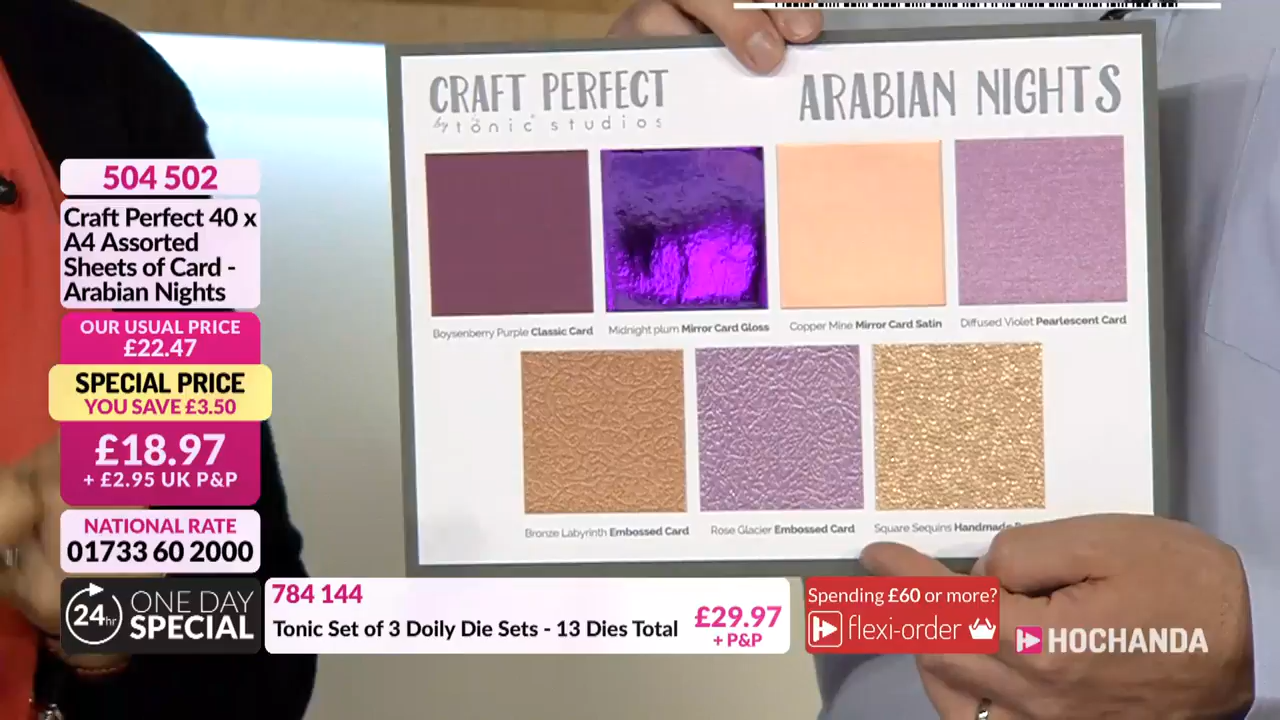 CRAFT PERFECT
by tonic studios
ARABIAN NIGHTS
Boysenberry Purple Classic Card
Midnight plum Mirror Card Gloss
Copper Mine Mirror Card Satin
Diffused Violet Pearlescent Card
Bronze Labyrinth Embossed Card
Rose Glacier Embossed Card
Square Sequins Handmade
504 502
Craft Perfect 40 x
A4 Assorted
Sheets of Card -
Arabian Nights
OUR USUAL PRICE
£22.47
SPECIAL PRICE
YOU SAVE £3.50
£18.97
+ £2.95 UK P&P
NATIONAL RATE
01733 60 2000
24hr
ONE DAY
SPECIAL
784 144
Tonic Set of 3 Doily Die Sets - 13 Dies Total
£29.97
+ P&P
Spending £60 or more?
flexi-order
HOCHANDA